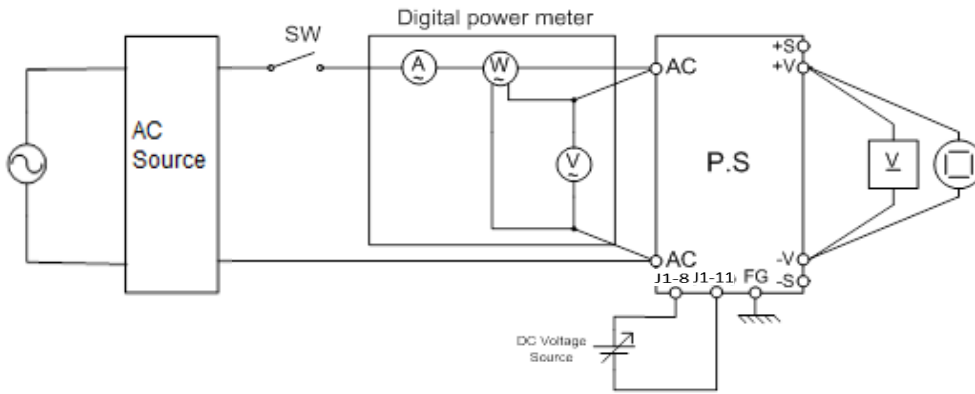 Digital power meter
SW
A
~
W
~
V
~
AC
Source
AC
AC
P.S
+S
+V
-V
-S
V
J1-8 J1-11 FG
DC Voltage
Source